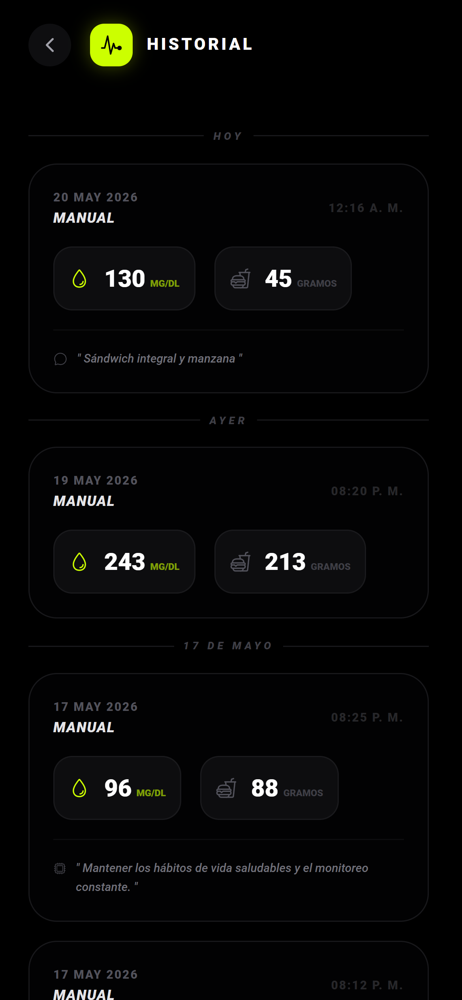 HISTORIAL
HOY
20 MAY 2026
MANUAL
12:16 A. M.
130 MG/DL
45 GRAMOS
" Sándwich integral y manzana "
AYER
19 MAY 2026
MANUAL
08:20 P. M.
243 MG/DL
213 GRAMOS
17 DE MAYO
17 MAY 2026
MANUAL
08:25 P. M.
96 MG/DL
88 GRAMOS
" Mantener los hábitos de vida saludables y el monitoreo
constante. "
17 MAY 2026
MANUAL
08:12 P. M.